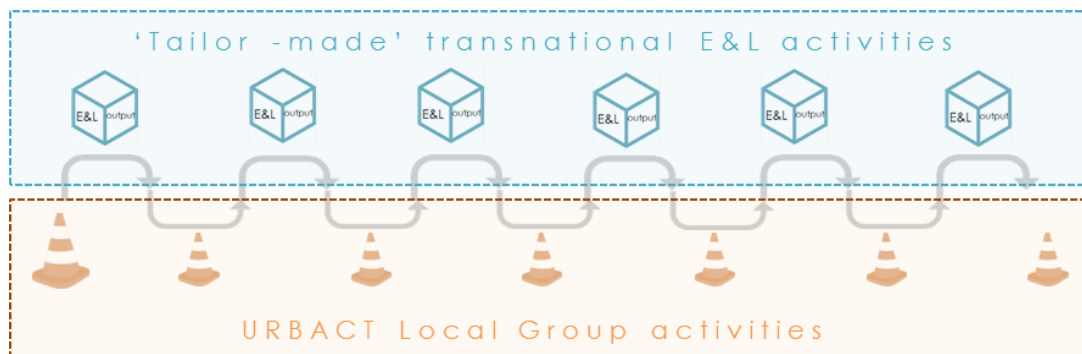 ‘Tailor -made’ transnational E&L activities
E&L output E&L output E&L output E&L output E&L output E&L output
URBACT Local Group activities